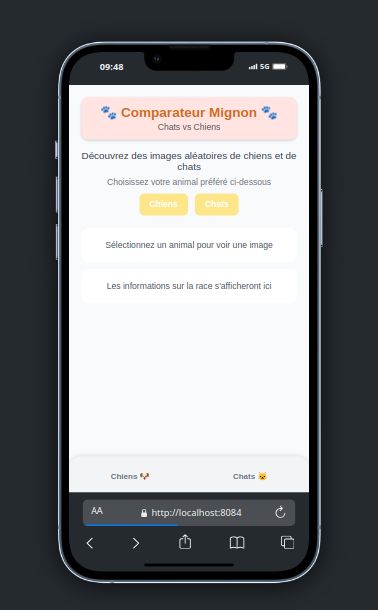 09:48 5G
🐾 Comparateur Mignon 🐾
Chats vs Chiens
Découvrez des images aléatoires de chiens et de
chats
Choisissez votre animal préféré ci-dessous
Chiens Chats
Sélectionnez un animal pour voir une image
Les informations sur la race s'afficheront ici
Chiens 🐶 Chats 🐱
AA http://localhost:8084